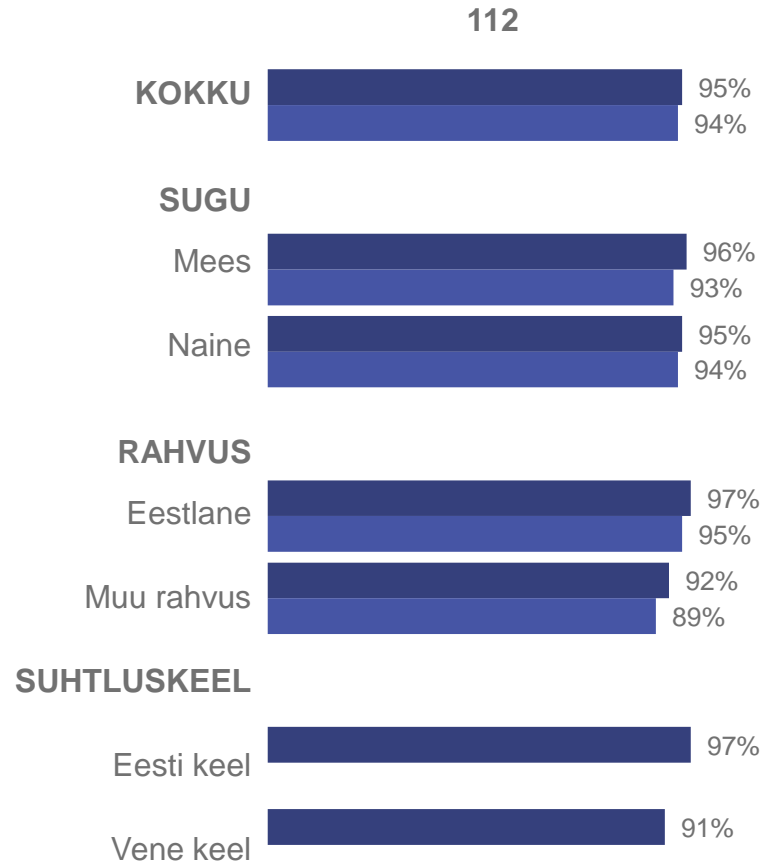 112
KOKKU
95%
94%
SUGU
Mees
96%
93%
Naine
95%
94%
RAHVUS
Eestlane
97%
95%
Muu rahvus
92%
89%
SUHTLUSKEEL
Eesti keel
97%
Vene keel
91%